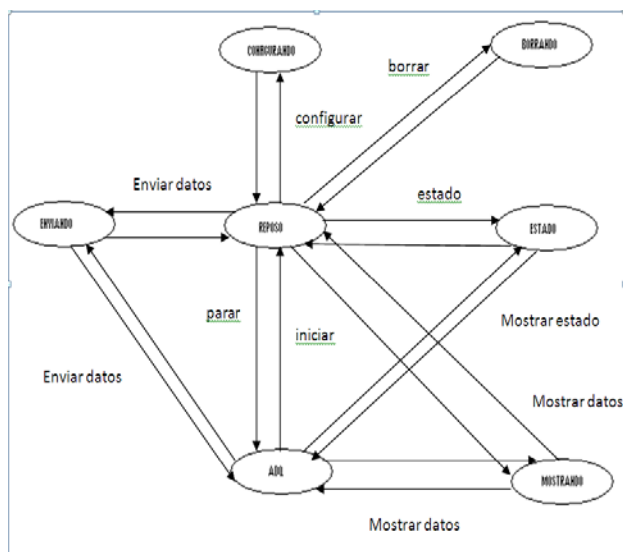 CONFIGURANDO
BORRANDO
borrar
configurar
Enviar datos
estado
ENVIANDO
REPOSO
ESTADO
parar
iniciar
Mostrar estado
Enviar datos
Mostrar datos
ADQ
MOSTRANDO
Mostrar datos